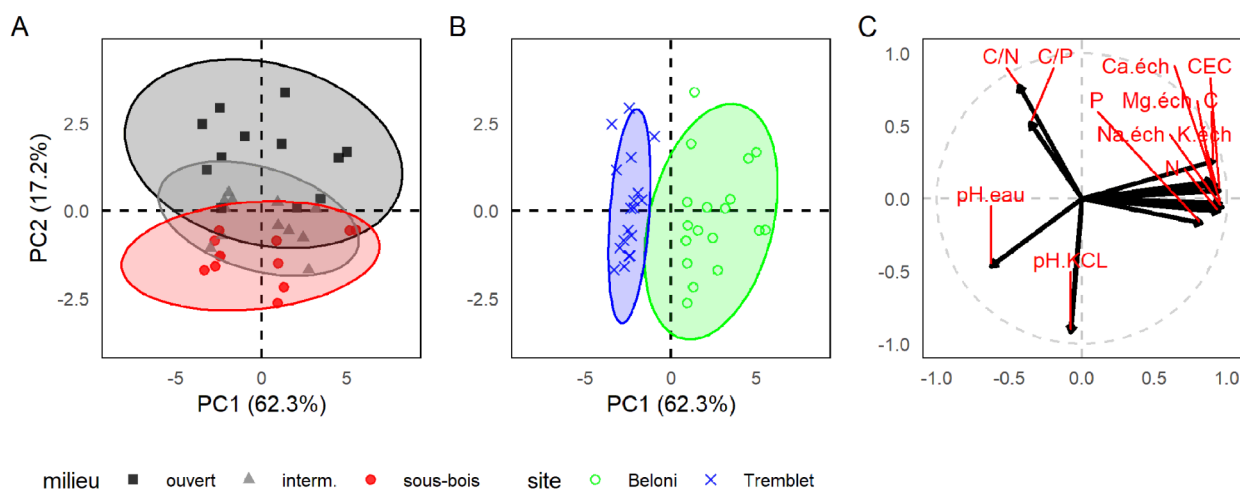 A
B
C
PC2 (17.2%)
2.5
0.0
-2.5
-5
0
5
PC1 (62.3%)
2.5
0.0
-2.5
-5
0
5
PC1 (62.3%)
1.0
0.5
0.0
-0.5
-1.0
-1.0
-0.5
0.0
0.5
1.0
C/N
C/P
Ca.éch
CEC
P
Mg.éch
C
Na.éch
K.éch
N
pH.eau
pH.KCL
milieu
ouvert
interm.
sous-bois
site
Beloni
Tremblet